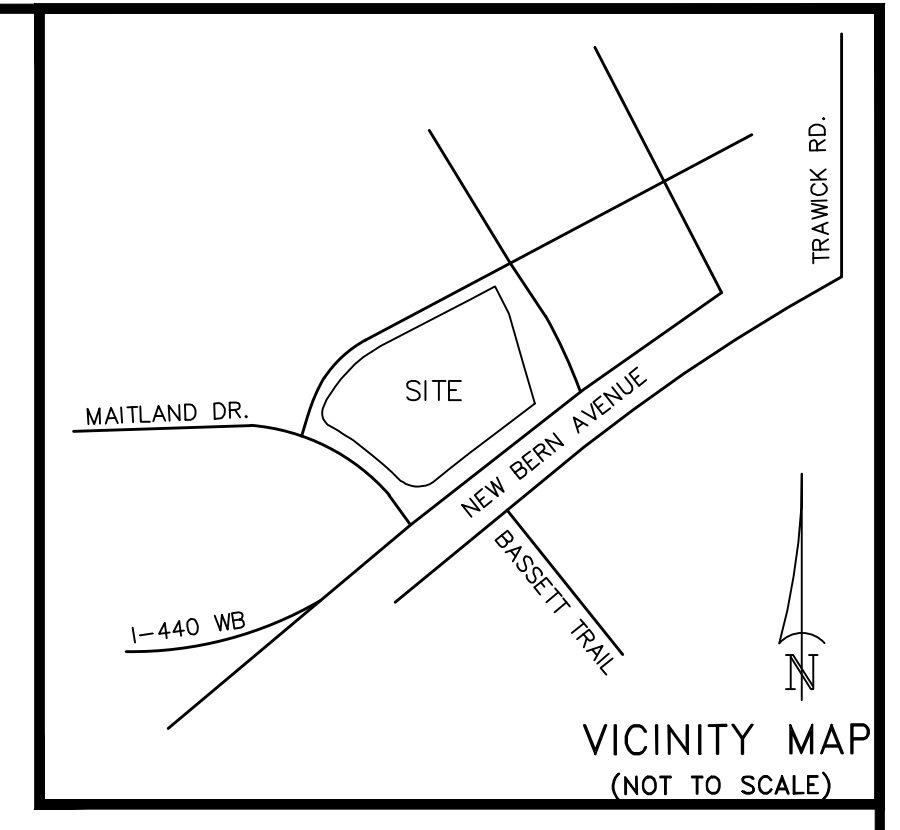 TRAWICK RD.
SITE
MAITLAND DR.
NEW BERN AVENUE
BASSETT TRAIL
I-440 WB
N
VICINITY MAP
(NOT TO SCALE)